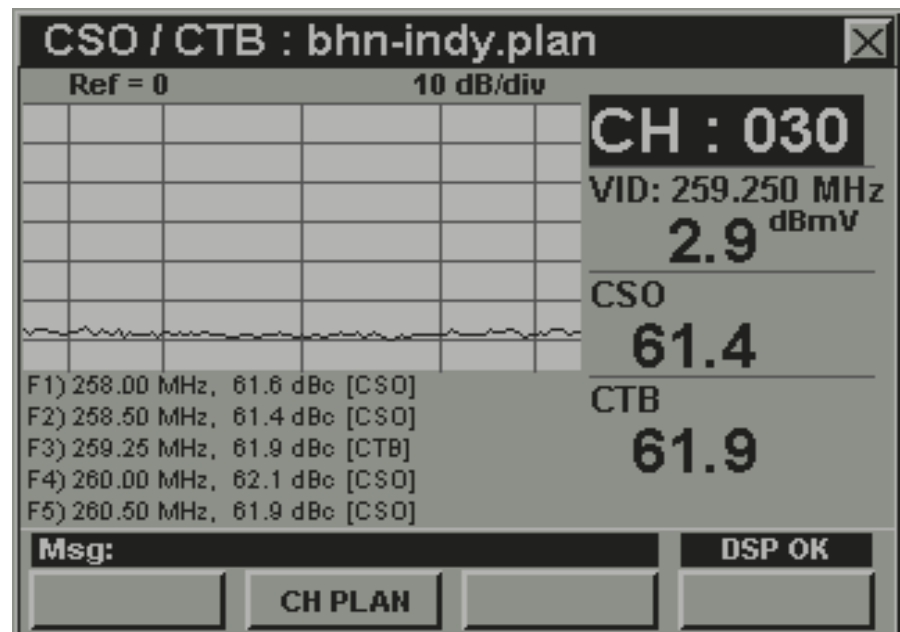 CSO / CTB : bhn-indy.plan
Ref = 0 10 dB/div
CH : 030
VID: 259.250 MHz
2.9 dBmV
CSO
61.4
CTB
61.9
F1) 258.00 MHz, 61.6 dBc [CSO]
F2) 258.50 MHz, 61.4 dBc [CSO]
F3) 259.25 MHz, 61.9 dBc [CTB]
F4) 260.00 MHz, 62.1 dBc [CSO]
F5) 260.50 MHz, 61.9 dBc [CSO]
Msg: DSP OK
CH PLAN